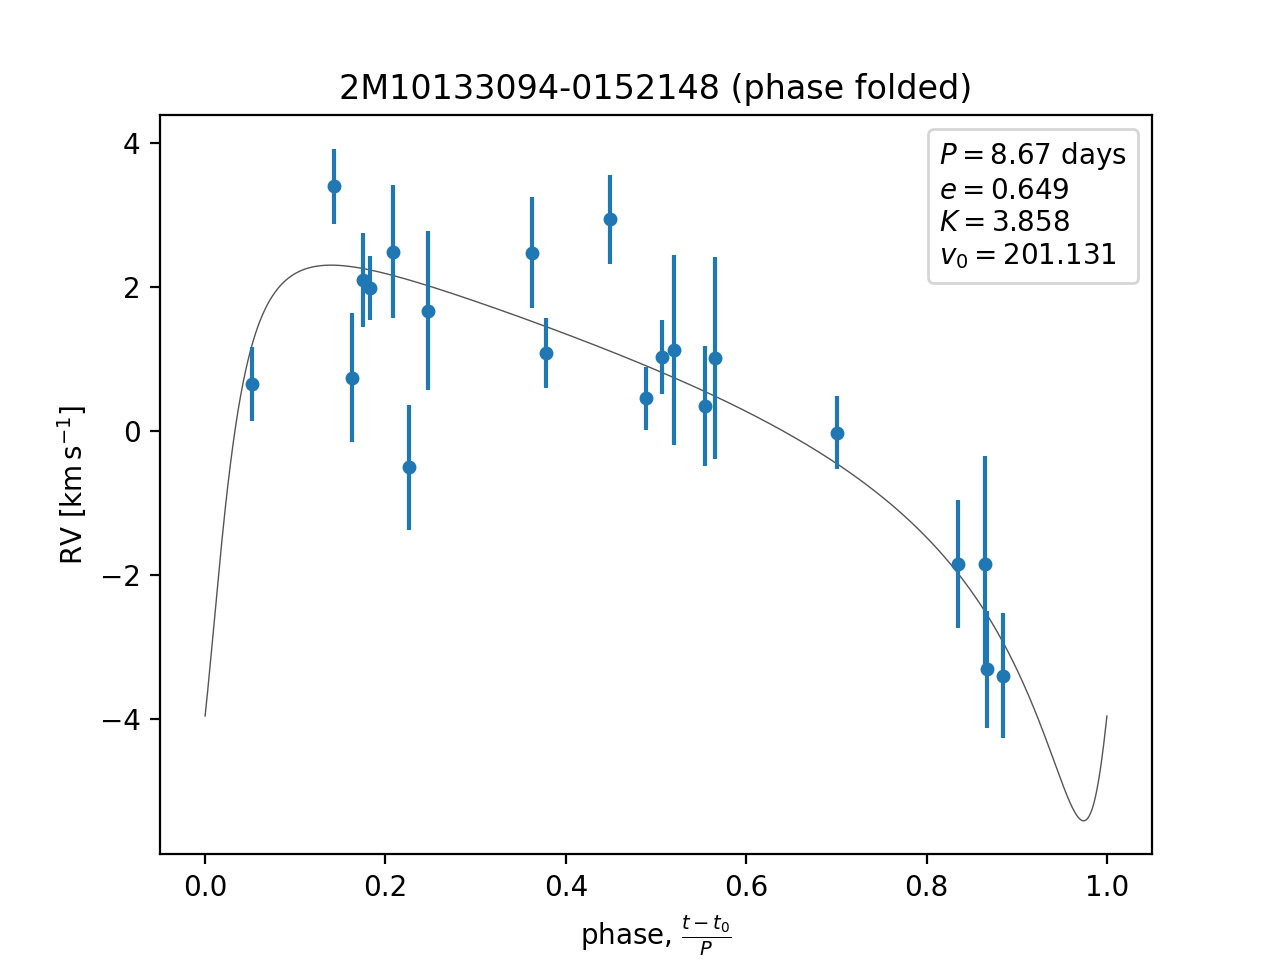 2M10133094-0152148 (phase folded)
P = 8.67 days
e = 0.649
K = 3.858
v₀ = 201.131
4
2
0
−2
−4
RV [km s⁻¹]
0.0 0.2 0.4 0.6 0.8 1.0
phase, (t − t₀)/P